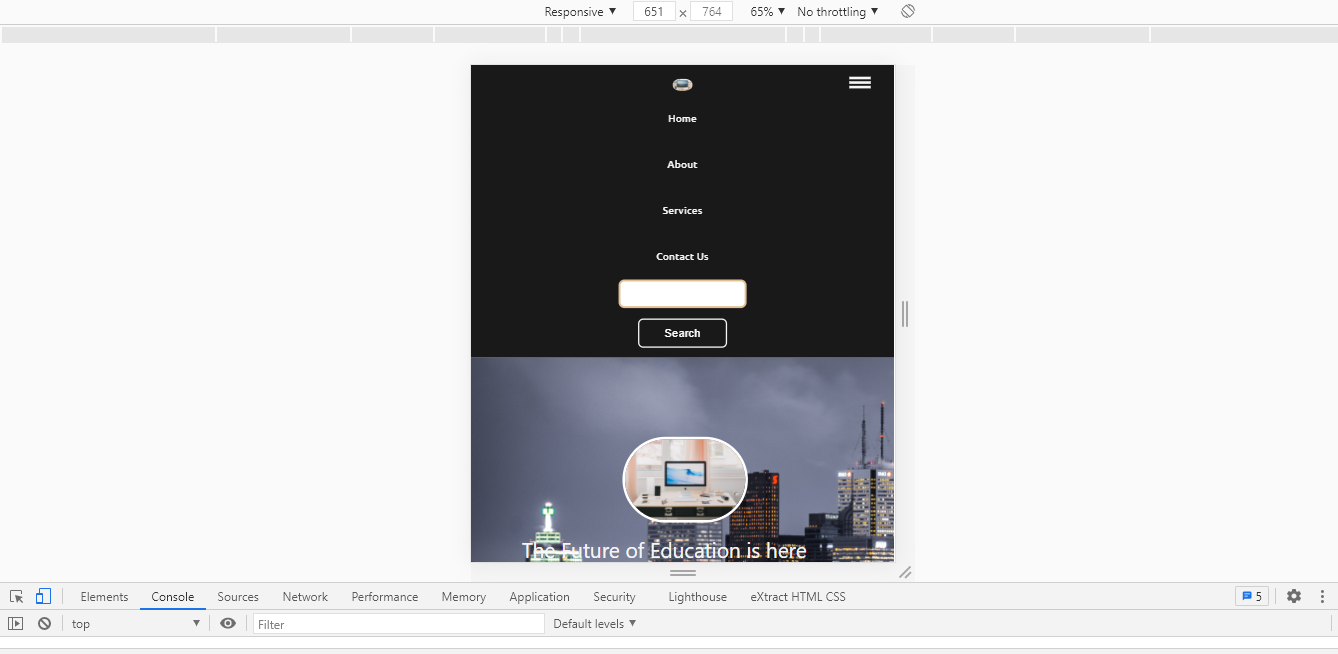 Responsive ▼ 651 × 764 65% ▼ No throttling ▼
Home
About
Services
Contact Us
Search
The Future of Education is here
Elements Console Sources Network Performance Memory Application Security Lighthouse eXtract HTML CSS 5
top ▼ Filter Default levels ▼